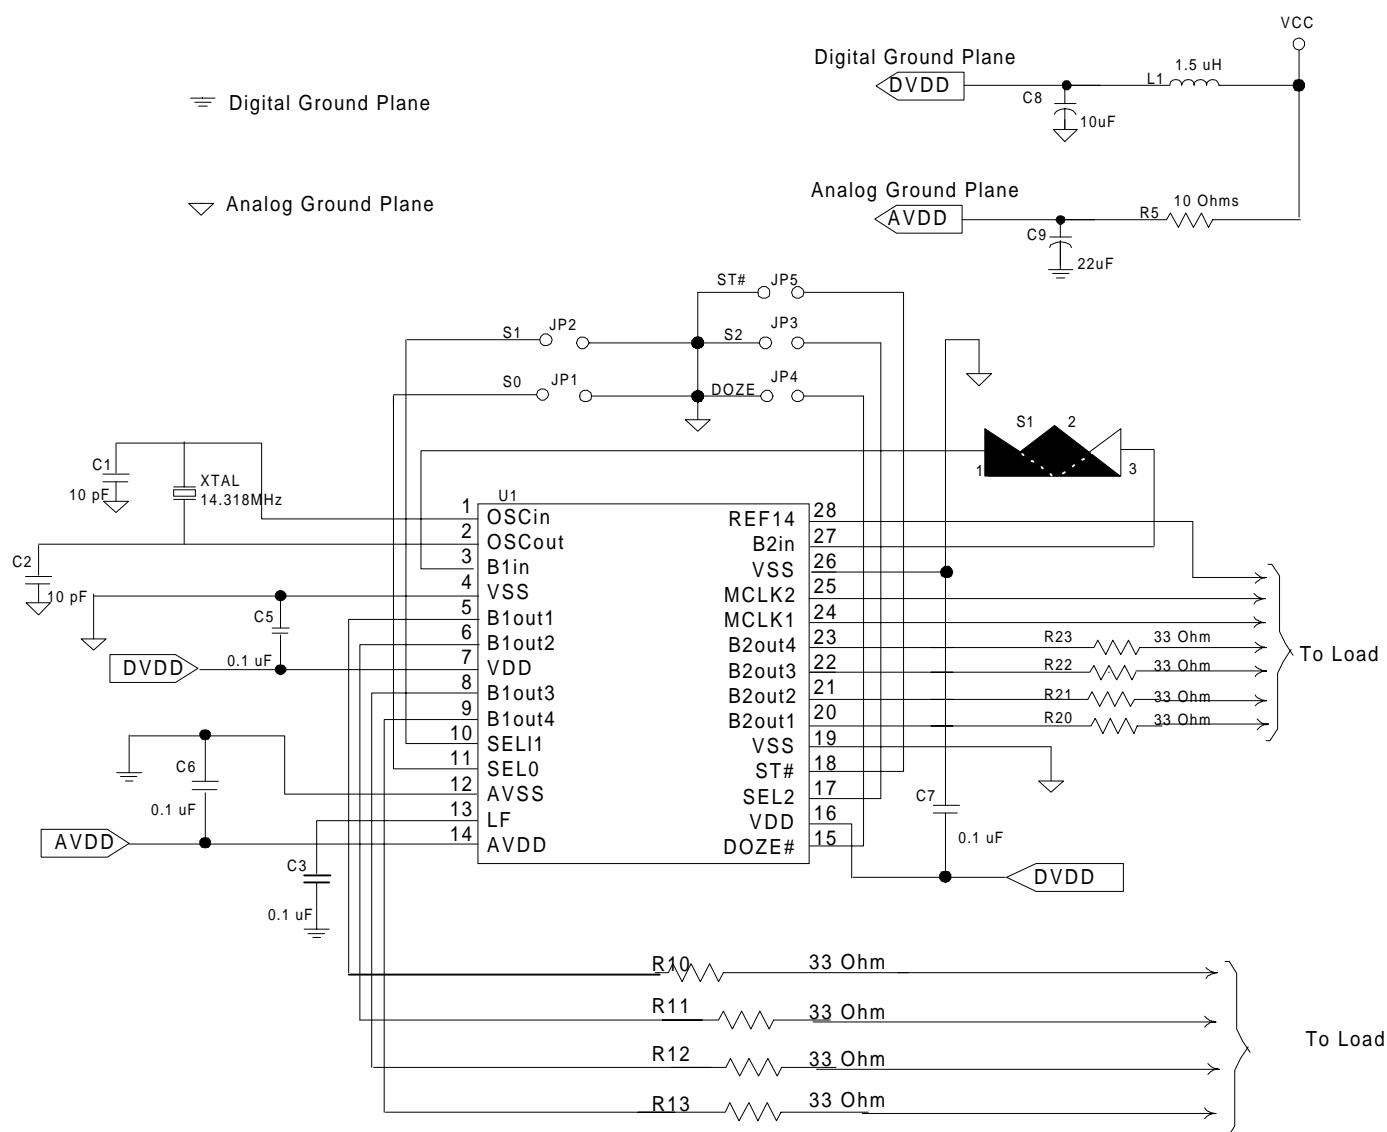 VCC
Digital Ground Plane
1.5 uH
DVDD
L1
C8
10uF
Digital Ground Plane
Analog Ground Plane
Analog Ground Plane
10 Ohms
AVDD
R5
C9
22uF
ST#
JP5
S1
JP2
S2
JP3
S0
JP1
DOZE
JP4
S1
2
1
3
C1
10 pF
XTAL
14.318MHz
C2
10 pF
U1
1
OSCin
2
OSCout
3
B1in
4
VSS
5
B1out1
6
B1out2
7
VDD
8
B1out3
9
B1out4
10
SELI1
11
SEL0
12
AVSS
13
LF
14
AVDD
REF14
28
B2in
27
VSS
26
MCLK2
25
MCLK1
24
B2out4
23
B2out3
22
B2out2
21
B2out1
20
VSS
19
ST#
18
SEL2
17
VDD
16
DOZE#
15
C5
0.1 uF
DVDD
C6
0.1 uF
AVDD
C3
0.1 uF
R23
33 Ohm
R22
33 Ohm
R21
33 Ohm
R20
33 Ohm
To Load
C7
0.1 uF
DVDD
R10
33 Ohm
R11
33 Ohm
R12
33 Ohm
R13
33 Ohm
To Load